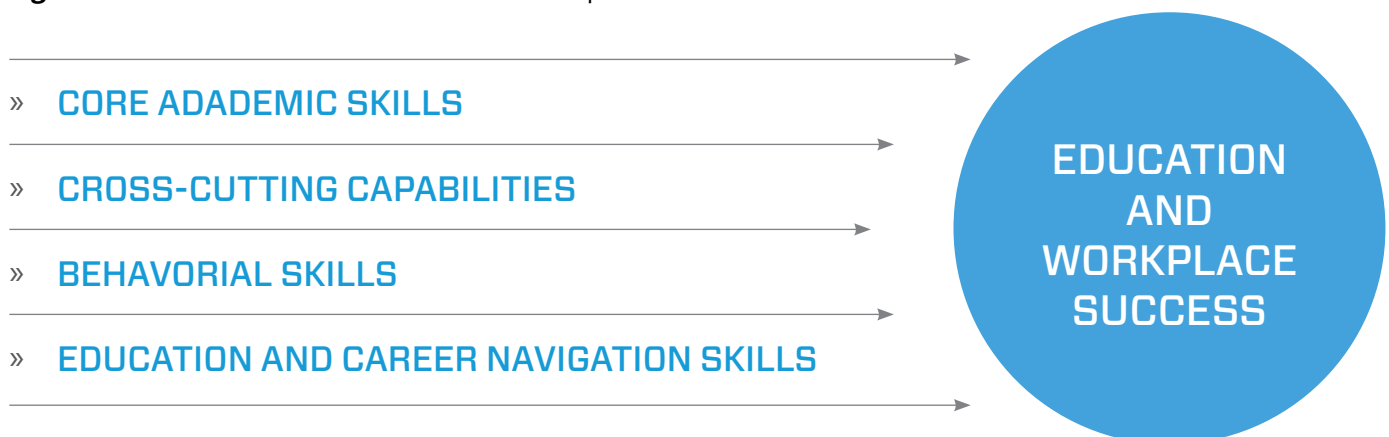 » CORE ADADEMIC SKILLS
» CROSS-CUTTING CAPABILITIES
» BEHAVORIAL SKILLS
» EDUCATION AND CAREER NAVIGATION SKILLS
EDUCATION
AND
WORKPLACE
SUCCESS